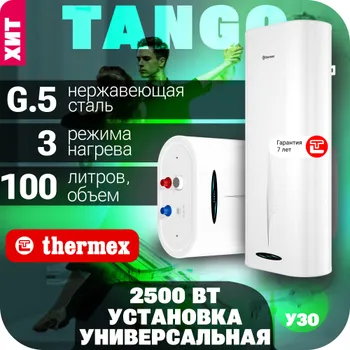 ХИТ
TANGO
G.5 нержавеющая
сталь
3 режима
нагрева
100 литров,
объем
Гарантия
7 лет
thermex
2500 ВТ
УСТАНОВКА
УНИВЕРСАЛЬНАЯ
УЗО